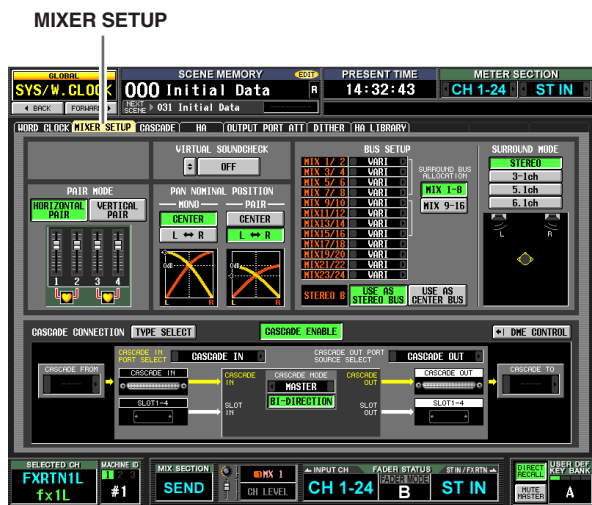 MIXER SETUP
GLOBAL
SYS/W.CLOCK
BACK FORWARD
SCENE MEMORY EDIT
000 Initial Data R
NEXT SCENE 031 Initial Data
PRESENT TIME
14:32:43
METER SECTION
CH 1-24 ST IN
WORD CLOCK MIXER SETUP CASCADE HA OUTPUT PORT ATT DITHER HA LIBRARY
VIRTUAL SOUNDCHECK
OFF
PAIR MODE
HORIZONTAL PAIR
VERTICAL PAIR
1 2 3 4
PAN NOMINAL POSITION
MONO PAIR
CENTER CENTER
L ↔ R L ↔ R
+3
0dB 0dB
L R L R
BUS SETUP
MIX 1/ 2 VARI
MIX 3/ 4 VARI
MIX 5/ 6 VARI
MIX 7/ 8 VARI
MIX 9/10 VARI
MIX11/12 VARI
MIX13/14 VARI
MIX15/16 VARI
MIX17/18 VARI
MIX19/20 VARI
MIX21/22 VARI
MIX23/24 VARI
SURROUND BUS ALLOCATION
MIX 1-8
MIX 9-16
STEREO B
USE AS STEREO BUS
USE AS CENTER BUS
SURROUND MODE
STEREO
3-1ch
5.1ch
6.1ch
L R
CASCADE CONNECTION TYPE SELECT
CASCADE ENABLE
DME CONTROL
CASCADE IN PORT SELECT
CASCADE IN
CASCADE OUT PORT SOURCE SELECT
CASCADE OUT
CASCADE FROM
CASCADE IN
SLOT1-4
CASCADE IN
SLOT IN
CASCADE MODE
MASTER
BI-DIRECTION
CASCADE OUT
SLOT OUT
CASCADE OUT
SLOT1-4
CASCADE TO
SELECTED CH
FXRTN1L
fx1L
MACHINE ID
1 2 3
#1
MIX SECTION
SEND
MIX 1
CH LEVEL
INPUT CH FADER STATUS ST IN/FXRTN
CH 1-24
FADER MODE
B
ST IN
DIRECT RECALL
MUTE MASTER
USER DEF KEY BANK
A